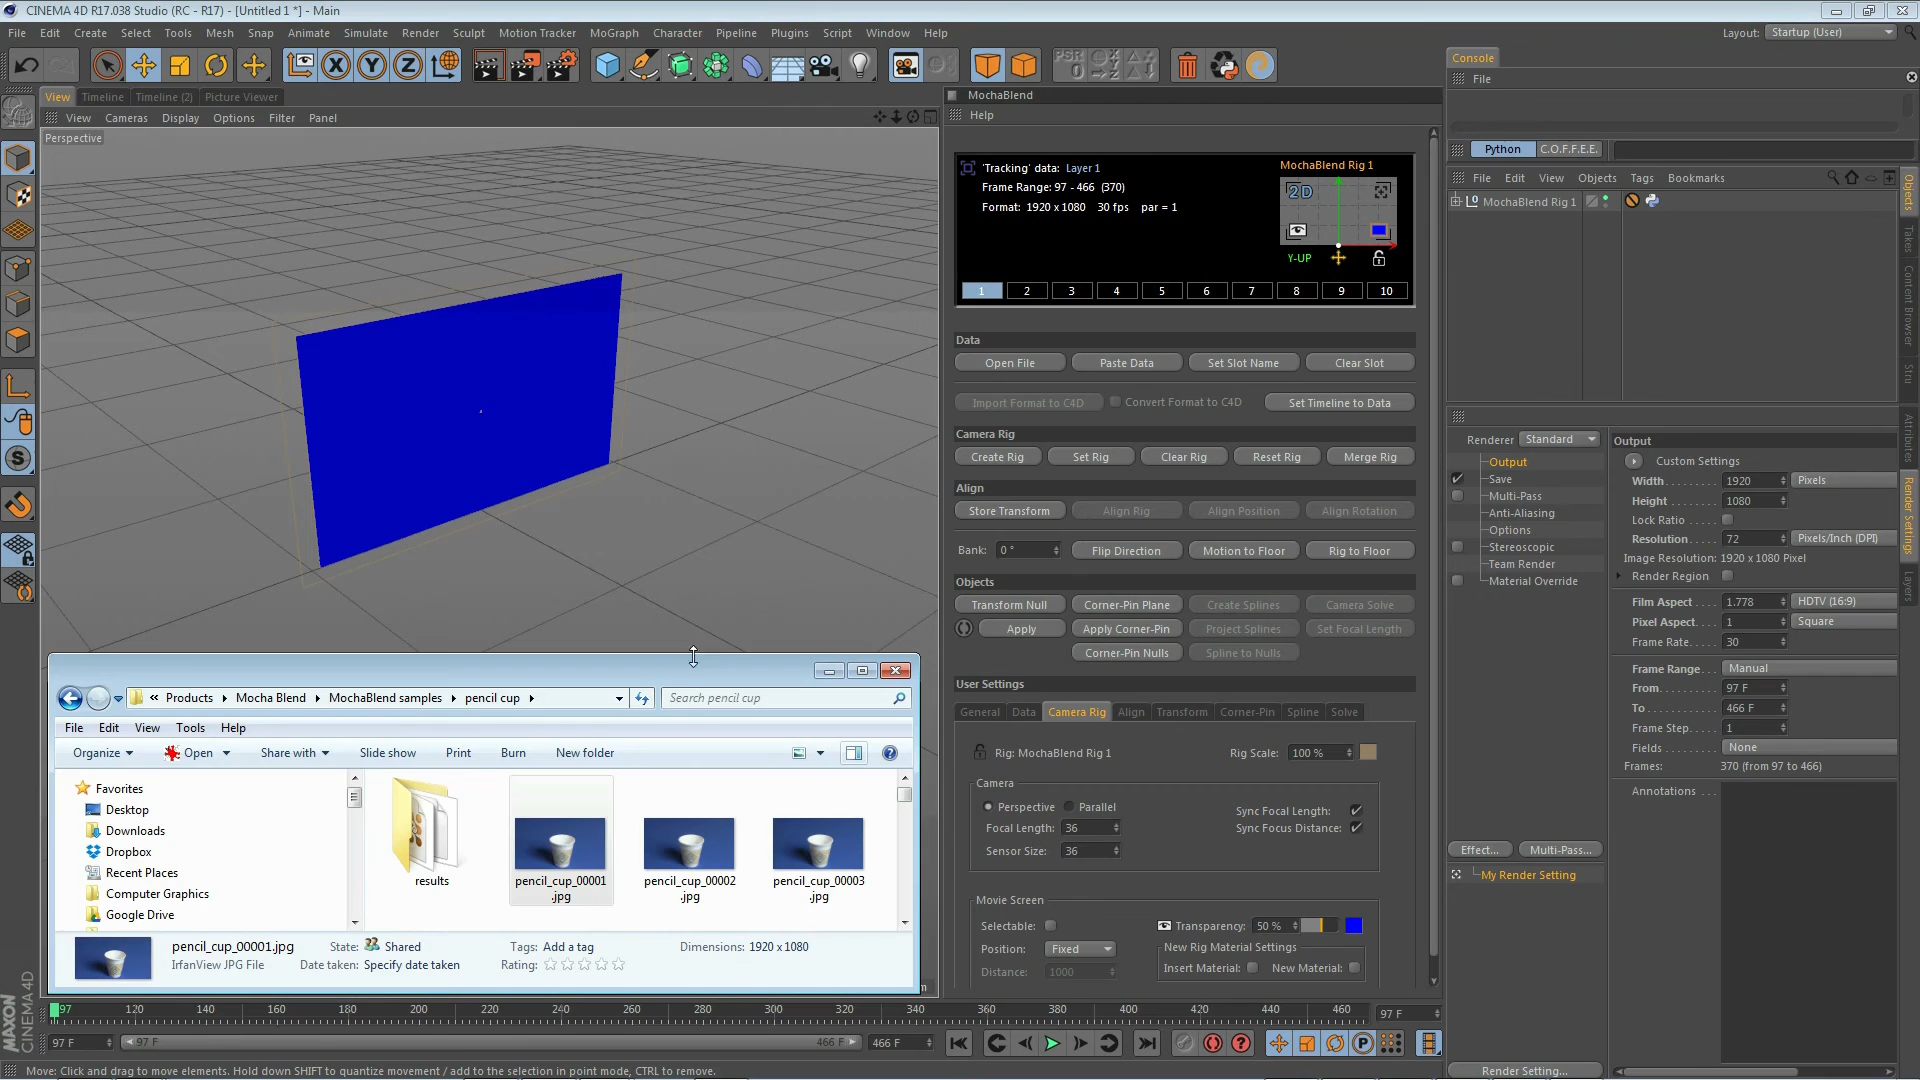 CINEMA 4D R17.038 Studio (RC - R17) - [Untitled 1 *] - Main
File Edit Create Select Tools Mesh Snap Animate Simulate Render Sculpt Motion Tracker MoGraph Character Pipeline Plugins Script Window Help
Layout: Startup (User)
X Y Z
PSR
0
View Timeline Timeline (2) Picture Viewer
View Cameras Display Options Filter Panel
Perspective
MochaBlend
Help
'Tracking' data: Layer 1
Frame Range: 97 - 466 (370)
Format: 1920 x 1080 30 fps par = 1
MochaBlend Rig 1
2D
Y-UP
1 2 3 4 5 6 7 8 9 10
Data
Open File Paste Data Set Slot Name Clear Slot
Import Format to C4D Convert Format to C4D Set Timeline to Data
Camera Rig
Create Rig Set Rig Clear Rig Reset Rig Merge Rig
Align
Store Transform Align Rig Align Position Align Rotation
Bank: 0 ° Flip Direction Motion to Floor Rig to Floor
Objects
Transform Null Corner-Pin Plane Create Splines Camera Solve
Apply Apply Corner-Pin Project Splines Set Focal Length
Corner-Pin Nulls Spline to Nulls
User Settings
General Data Camera Rig Align Transform Corner-Pin Spline Solve
Rig: MochaBlend Rig 1 Rig Scale: 100 %
Camera
Perspective Parallel Sync Focal Length:
Focal Length: 36 Sync Focus Distance:
Sensor Size: 36
Movie Screen
Selectable: Transparency: 50 %
Position: Fixed New Rig Material Settings
Distance: 1000 Insert Material: New Material:
Console
File
Python C.O.F.F.E.E.
File Edit View Objects Tags Bookmarks
MochaBlend Rig 1
Objects
Takes
Content Browser
Stru
Attributes
Render Settings
Layers
Renderer Standard
Output
Save
Multi-Pass
Anti-Aliasing
Options
Stereoscopic
Team Render
Material Override
Effect... Multi-Pass...
My Render Setting
Render Setting...
Output
Custom Settings
Width 1920 Pixels
Height 1080
Lock Ratio
Resolution 72 Pixels/Inch (DPI)
Image Resolution: 1920 x 1080 Pixel
Render Region
Film Aspect 1.778 HDTV (16:9)
Pixel Aspect 1 Square
Frame Rate 30
Frame Range Manual
From 97 F
To 466 F
Frame Step 1
Fields None
Frames: 370 (from 97 to 466)
Annotations
« Products Mocha Blend MochaBlend samples pencil cup Search pencil cup
File Edit View Tools Help
Organize Open Share with Slide show Print Burn New folder
Favorites
Desktop
Downloads
Dropbox
Recent Places
Computer Graphics
Google Drive
results
pencil_cup_00001
.jpg
pencil_cup_00002
.jpg
pencil_cup_00003
.jpg
pencil_cup_00001.jpg State: Shared Tags: Add a tag Dimensions: 1920 x 1080
IrfanView JPG File Date taken: Specify date taken Rating:
97 120 140 160 180 200 220 240 260 280 300 320 340 360 380 400 420 440 460 97 F
97 F 97 F 466 F 466 F
MAXON
CINEMA 4D
Move: Click and drag to move elements. Hold down SHIFT to quantize movement / add to the selection in point mode, CTRL to remove.